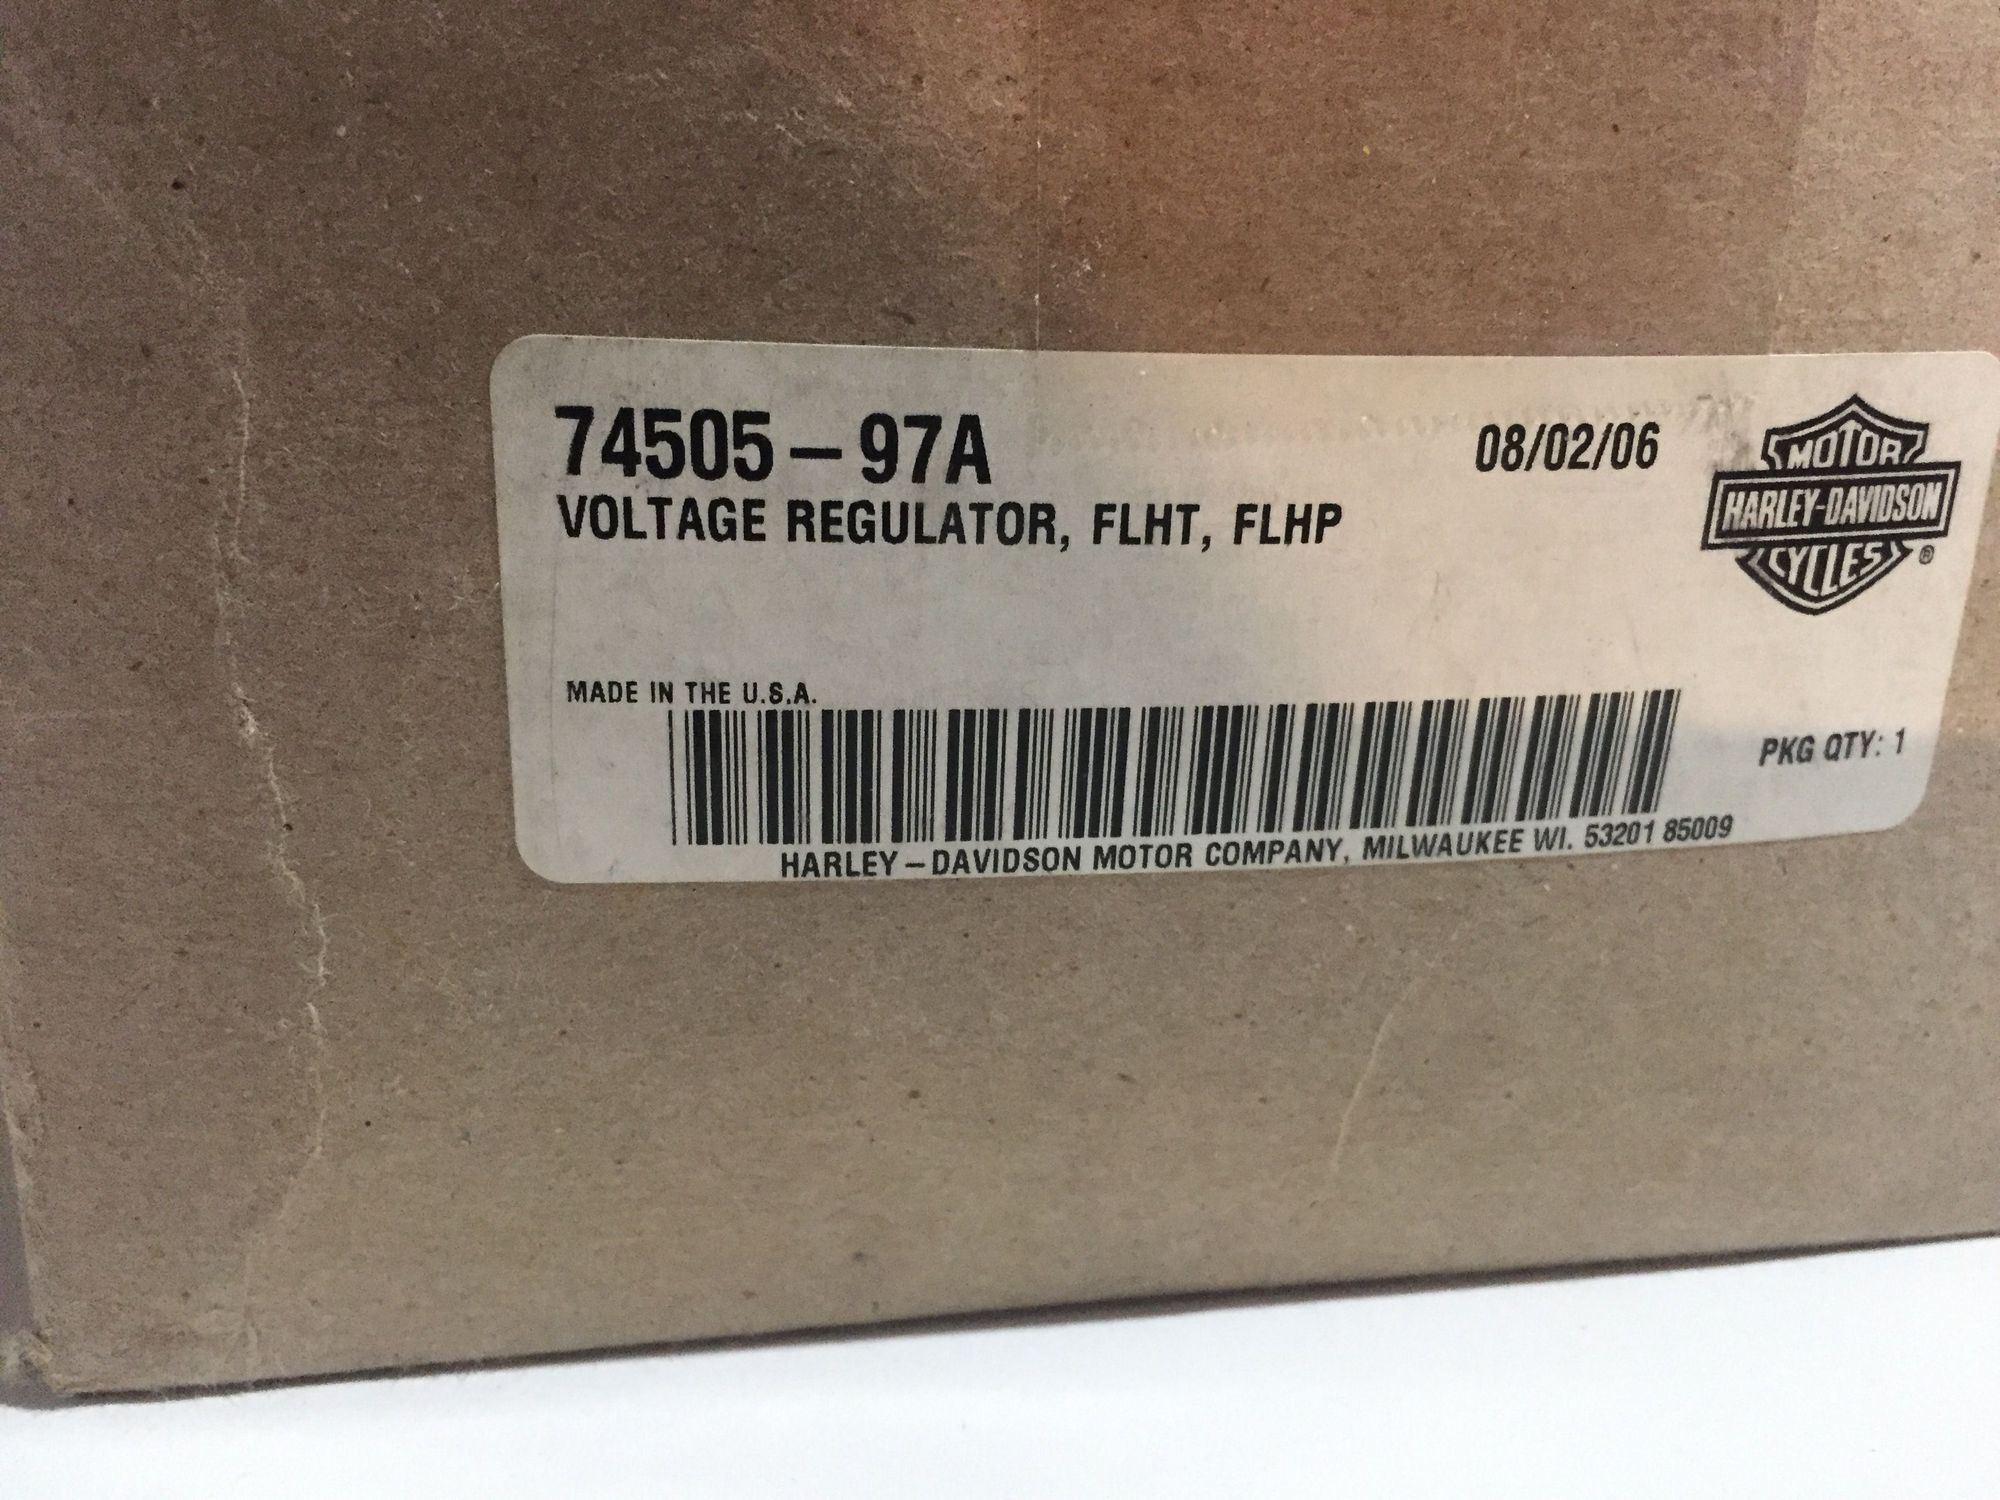 74505-97A
08/02/06
VOLTAGE REGULATOR, FLHT, FLHP
MOTOR
HARLEY-DAVIDSON
CYCLES ®
MADE IN THE U.S.A.
PKG QTY: 1
HARLEY-DAVIDSON MOTOR COMPANY, MILWAUKEE WI. 53201 85009